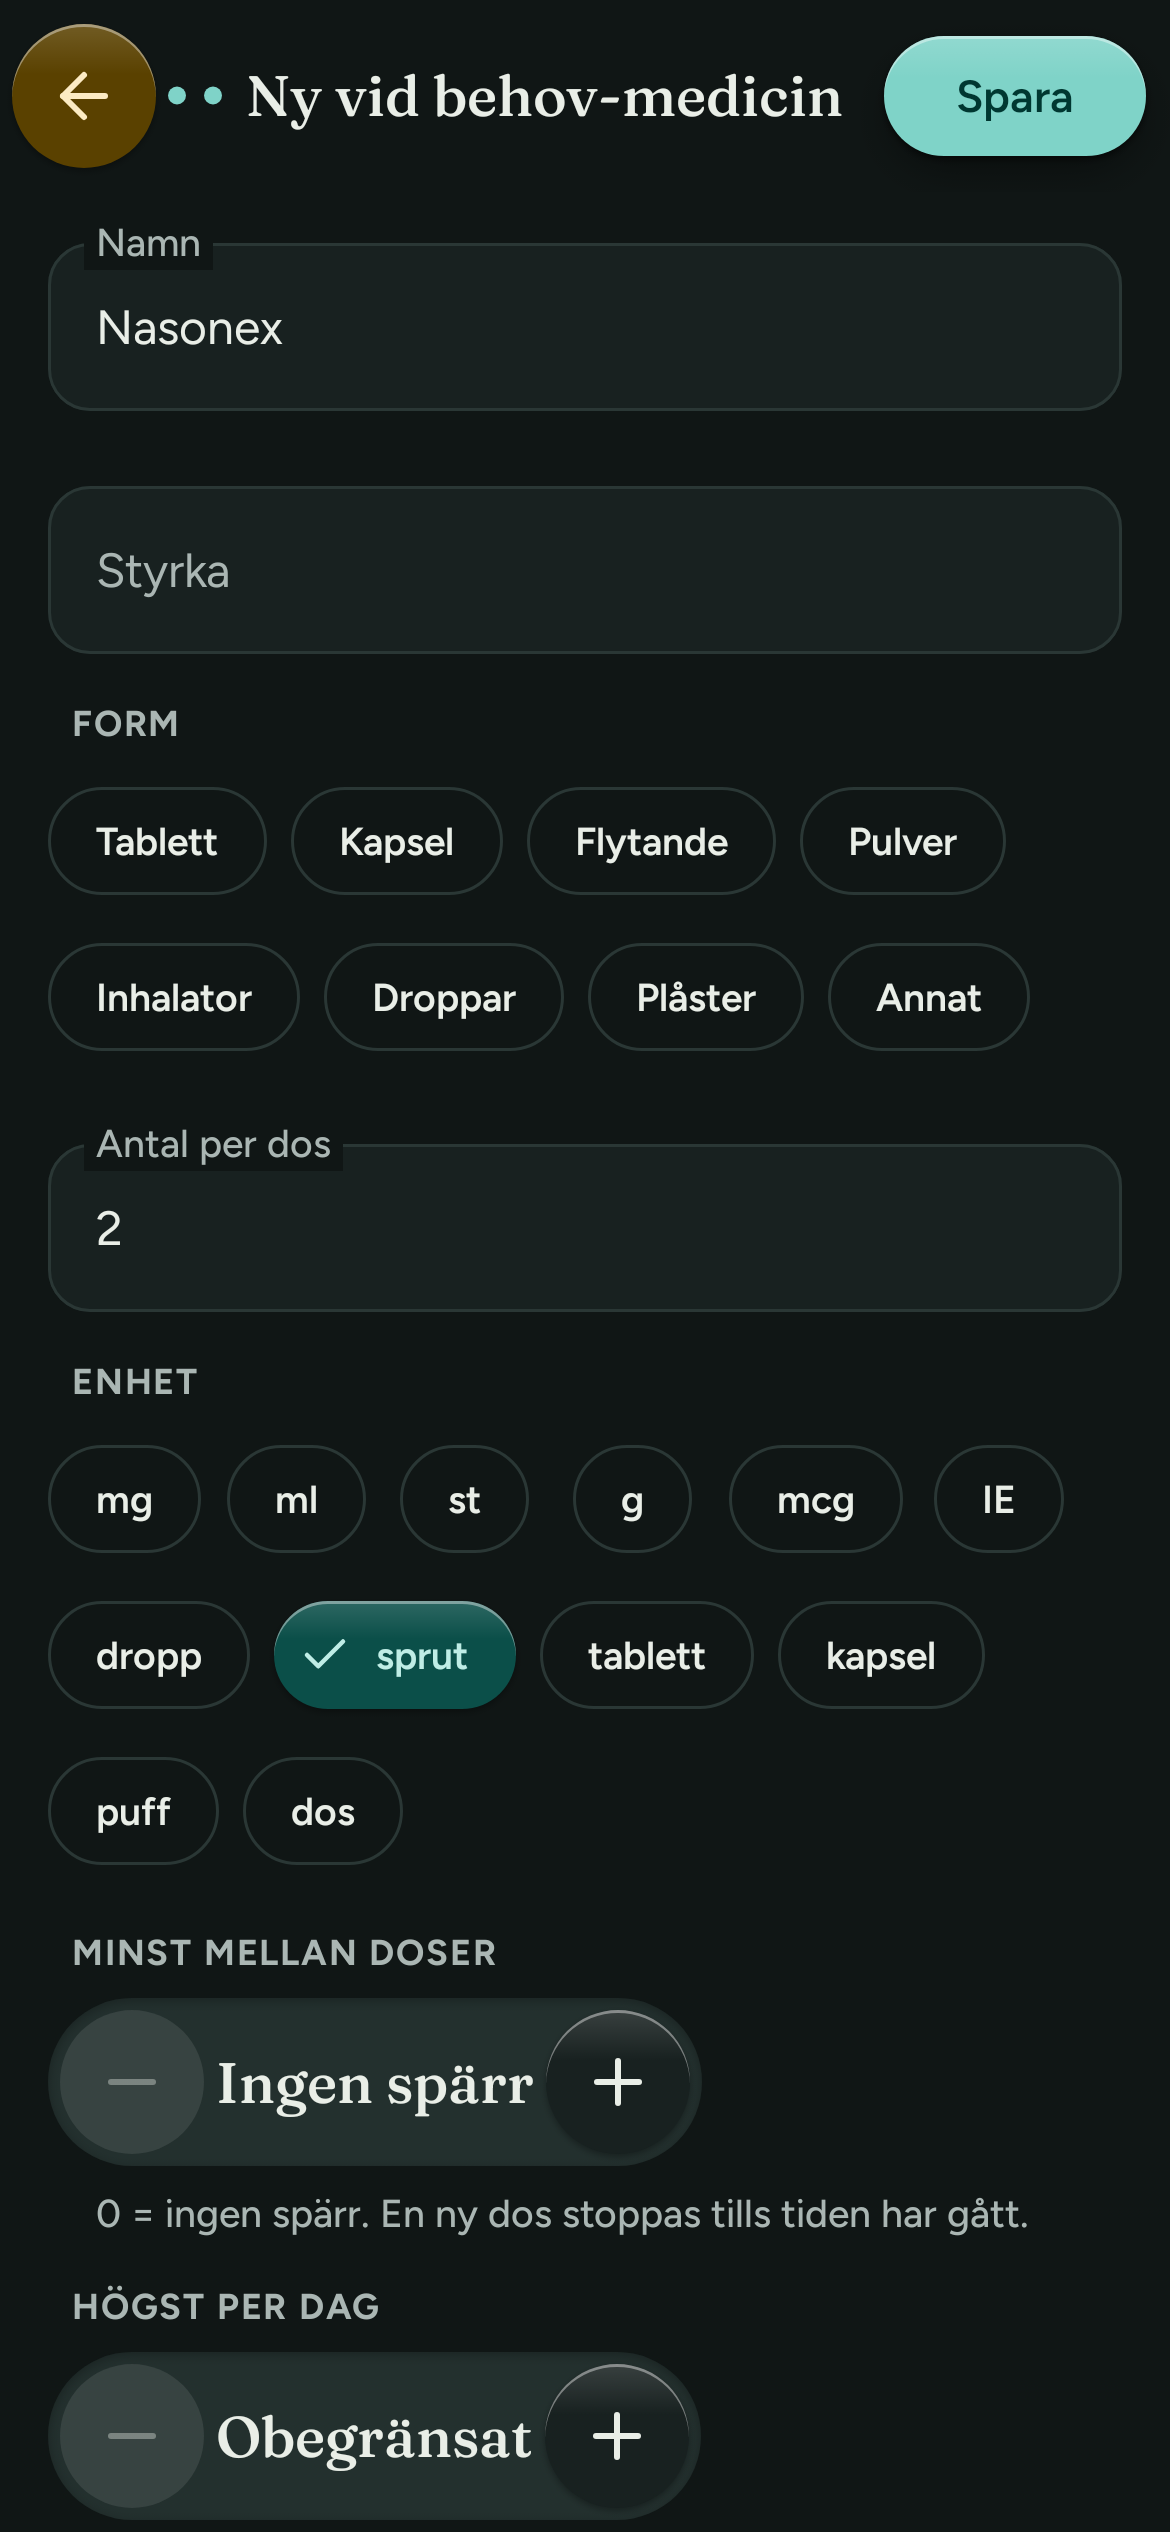 Ny vid behov-medicin
Spara
Namn
Nasonex
Styrka
FORM
Tablett Kapsel Flytande Pulver
Inhalator Droppar Plåster Annat
Antal per dos
2
ENHET
mg ml st g mcg IE
dropp sprut tablett kapsel
puff dos
MINST MELLAN DOSER
Ingen spärr
0 = ingen spärr. En ny dos stoppas tills tiden har gått.
HÖGST PER DAG
Obegränsat